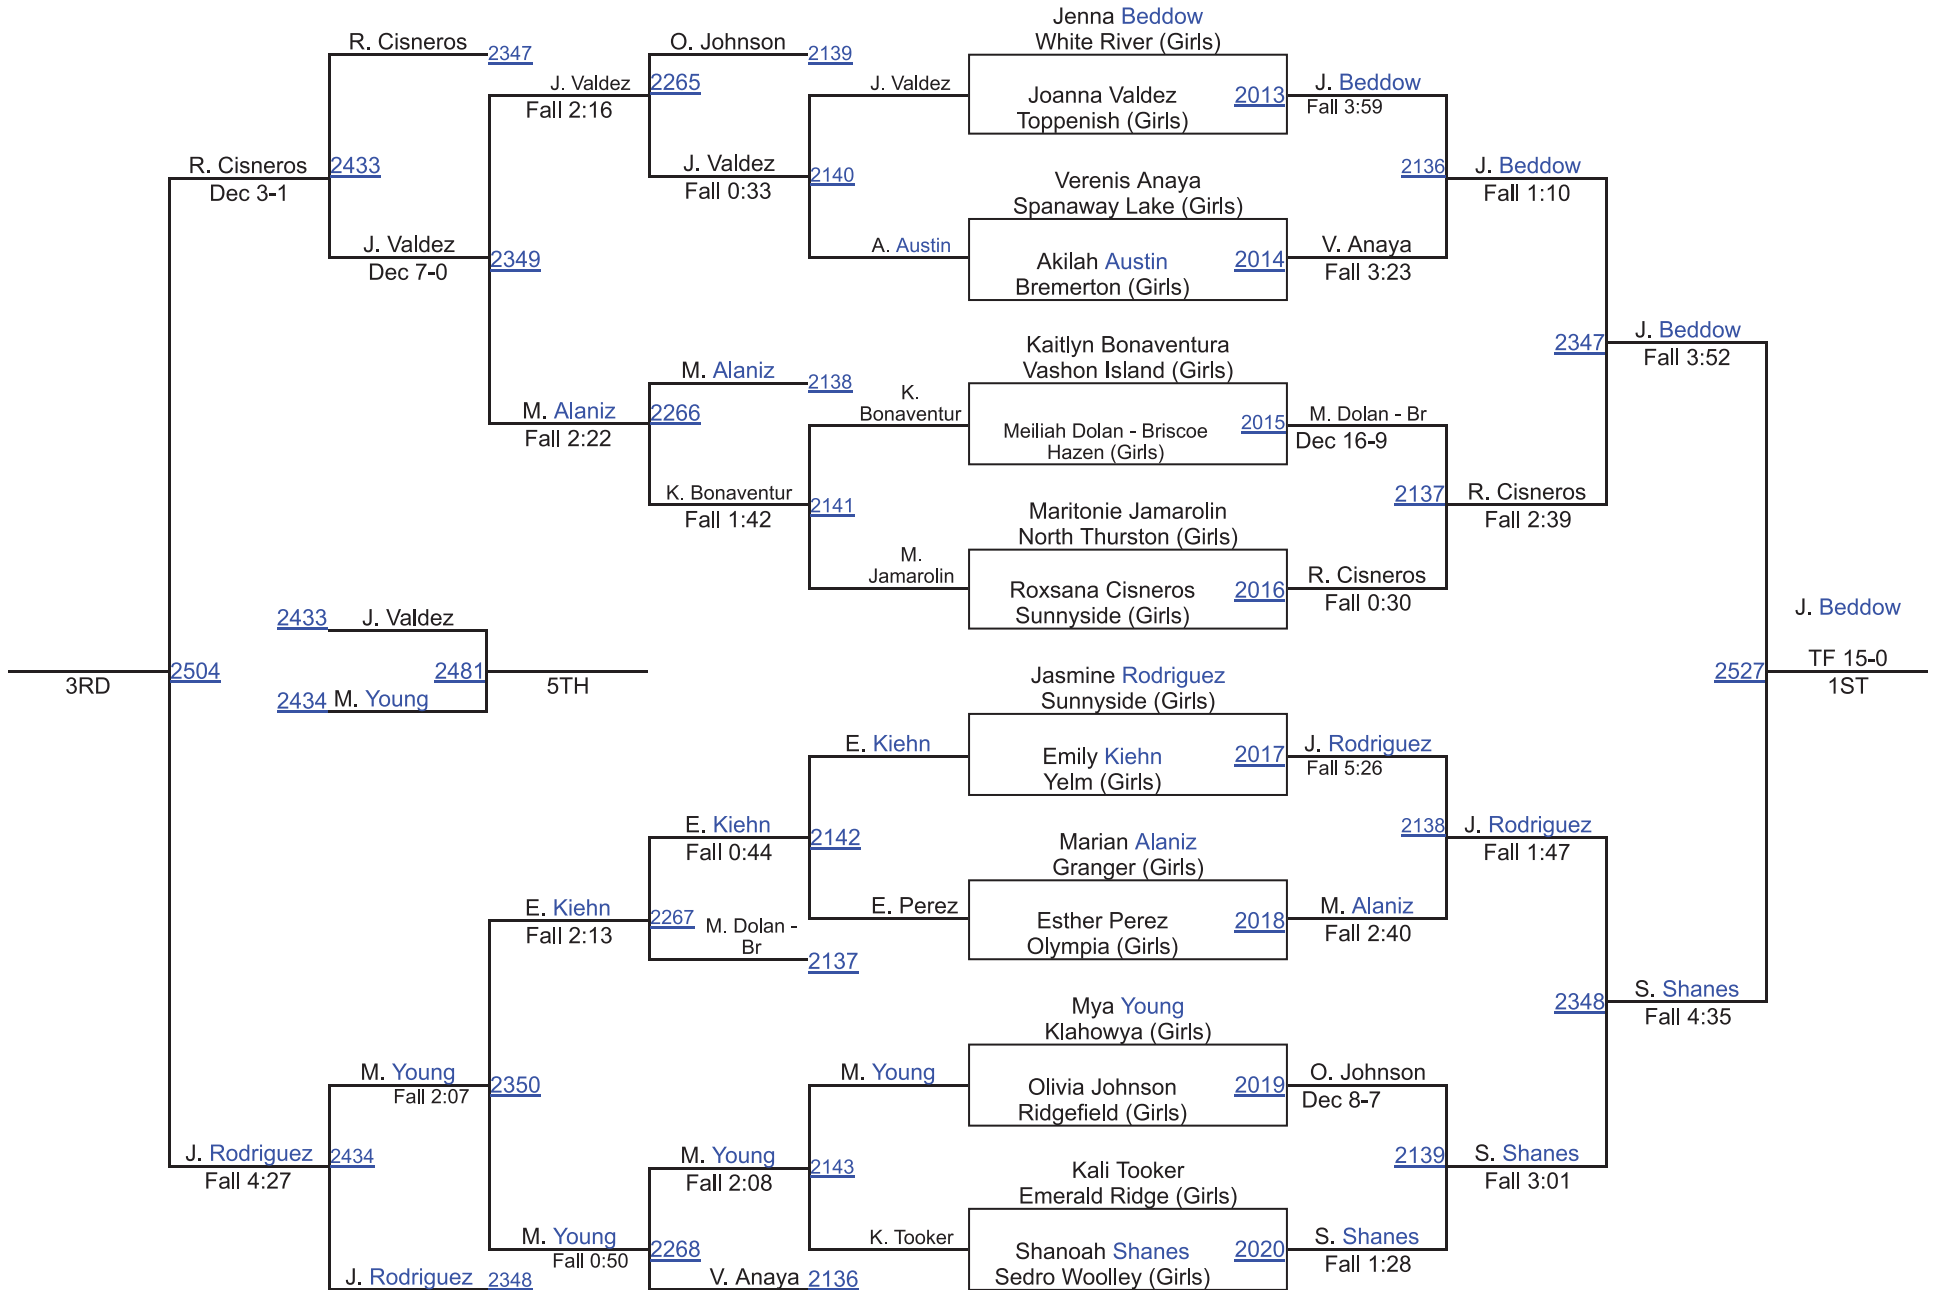 Jenna Beddow
White River (Girls)
R. Cisneros
2347
O. Johnson
2139
J. Valdez
Fall 2:16
2265
J. Valdez
Joanna Valdez
Toppenish (Girls)
2013
J. Beddow
Fall 3:59
R. Cisneros
Dec 3-1
2433
J. Valdez
Fall 0:33
2140
Verenis Anaya
Spanaway Lake (Girls)
2136
J. Beddow
Fall 1:10
J. Valdez
Dec 7-0
2349
A. Austin
Akilah Austin
Bremerton (Girls)
2014
V. Anaya
Fall 3:23
Kaitlyn Bonaventura
Vashon Island (Girls)
2347
J. Beddow
Fall 3:52
M. Alaniz
2138
M. Alaniz
Fall 2:22
2266
K.
Bonaventur
Meiliah Dolan - Briscoe
Hazen (Girls)
2015
M. Dolan - Br
Dec 16-9
K. Bonaventur
Fall 1:42
2141
Maritonie Jamarolin
North Thurston (Girls)
2137
R. Cisneros
Fall 2:39
M.
Jamarolin
Roxsana Cisneros
Sunnyside (Girls)
2016
R. Cisneros
Fall 0:30
2433
J. Valdez
J. Beddow
3RD
2504
2481
5TH
2434
M. Young
Jasmine Rodriguez
Sunnyside (Girls)
2527
TF 15-0
1ST
E. Kiehn
Emily Kiehn
Yelm (Girls)
2017
J. Rodriguez
Fall 5:26
E. Kiehn
Fall 0:44
2142
Marian Alaniz
Granger (Girls)
2138
J. Rodriguez
Fall 1:47
E. Kiehn
Fall 2:13
2267
M. Dolan -
Br
2137
E. Perez
Esther Perez
Olympia (Girls)
2018
M. Alaniz
Fall 2:40
Mya Young
Klahowya (Girls)
2348
S. Shanes
Fall 4:35
M. Young
Fall 2:07
2350
M. Young
Olivia Johnson
Ridgefield (Girls)
2019
O. Johnson
Dec 8-7
J. Rodriguez
Fall 4:27
2434
M. Young
Fall 2:08
2143
Kali Tooker
Emerald Ridge (Girls)
2139
S. Shanes
Fall 3:01
M. Young
Fall 0:50
2268
K. Tooker
Shanoah Shanes
Sedro Woolley (Girls)
2020
S. Shanes
Fall 1:28
J. Rodriguez
2348
V. Anaya
2136